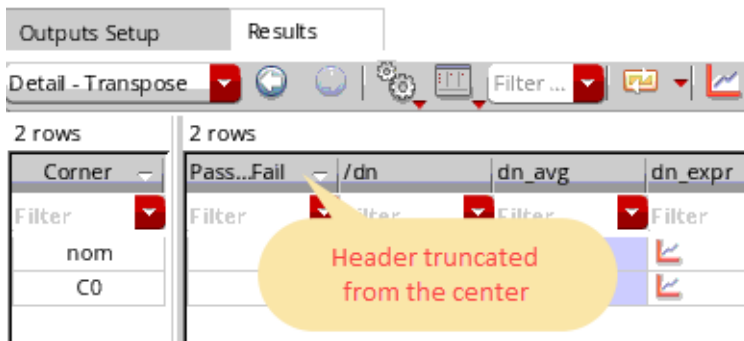 Outputs Setup Results
Detail - Transpose Filter ...
2 rows 2 rows
Corner Pass...Fail /dn dn_avg dn_expr
Filter Filter Filter Filter Filter
nom
C0
Header truncated
from the center